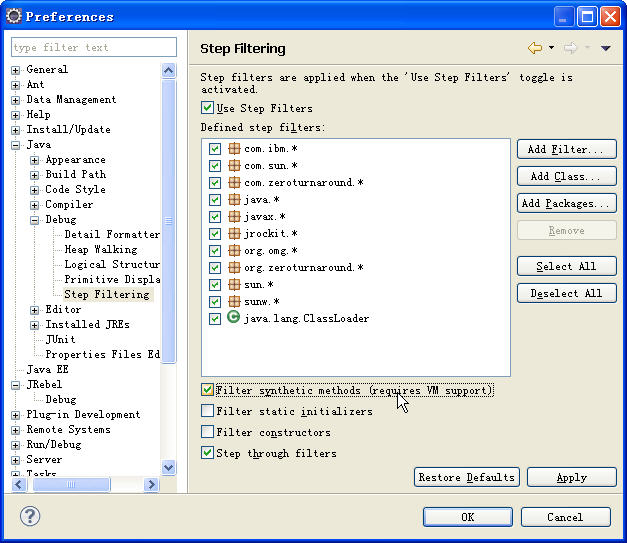 Preferences
type filter text
General
Ant
Data Management
Help
Install/Update
Java
Appearance
Build Path
Code Style
Compiler
Debug
Detail Formatter
Heap Walking
Logical Structur
Primitive Displa
Step Filtering
Editor
Installed JREs
JUnit
Properties Files Ed
Java EE
JRebel
Debug
Plug-in Development
Remote Systems
Run/Debug
Server
Tasks
Step Filtering
Step filters are applied when the 'Use Step Filters' toggle is
activated.
Use Step Filters
Defined step filters:
com.ibm.*
com.sun.*
com.zeroturnaround.*
java.*
javax.*
jrockit.*
org.omg.*
org.zeroturnaround.*
sun.*
sunw.*
java.lang.ClassLoader
Add Filter...
Add Class...
Add Packages...
Remove
Select All
Deselect All
Filter synthetic methods (requires VM support)
Filter static initializers
Filter constructors
Step through filters
Restore Defaults
Apply
OK
Cancel